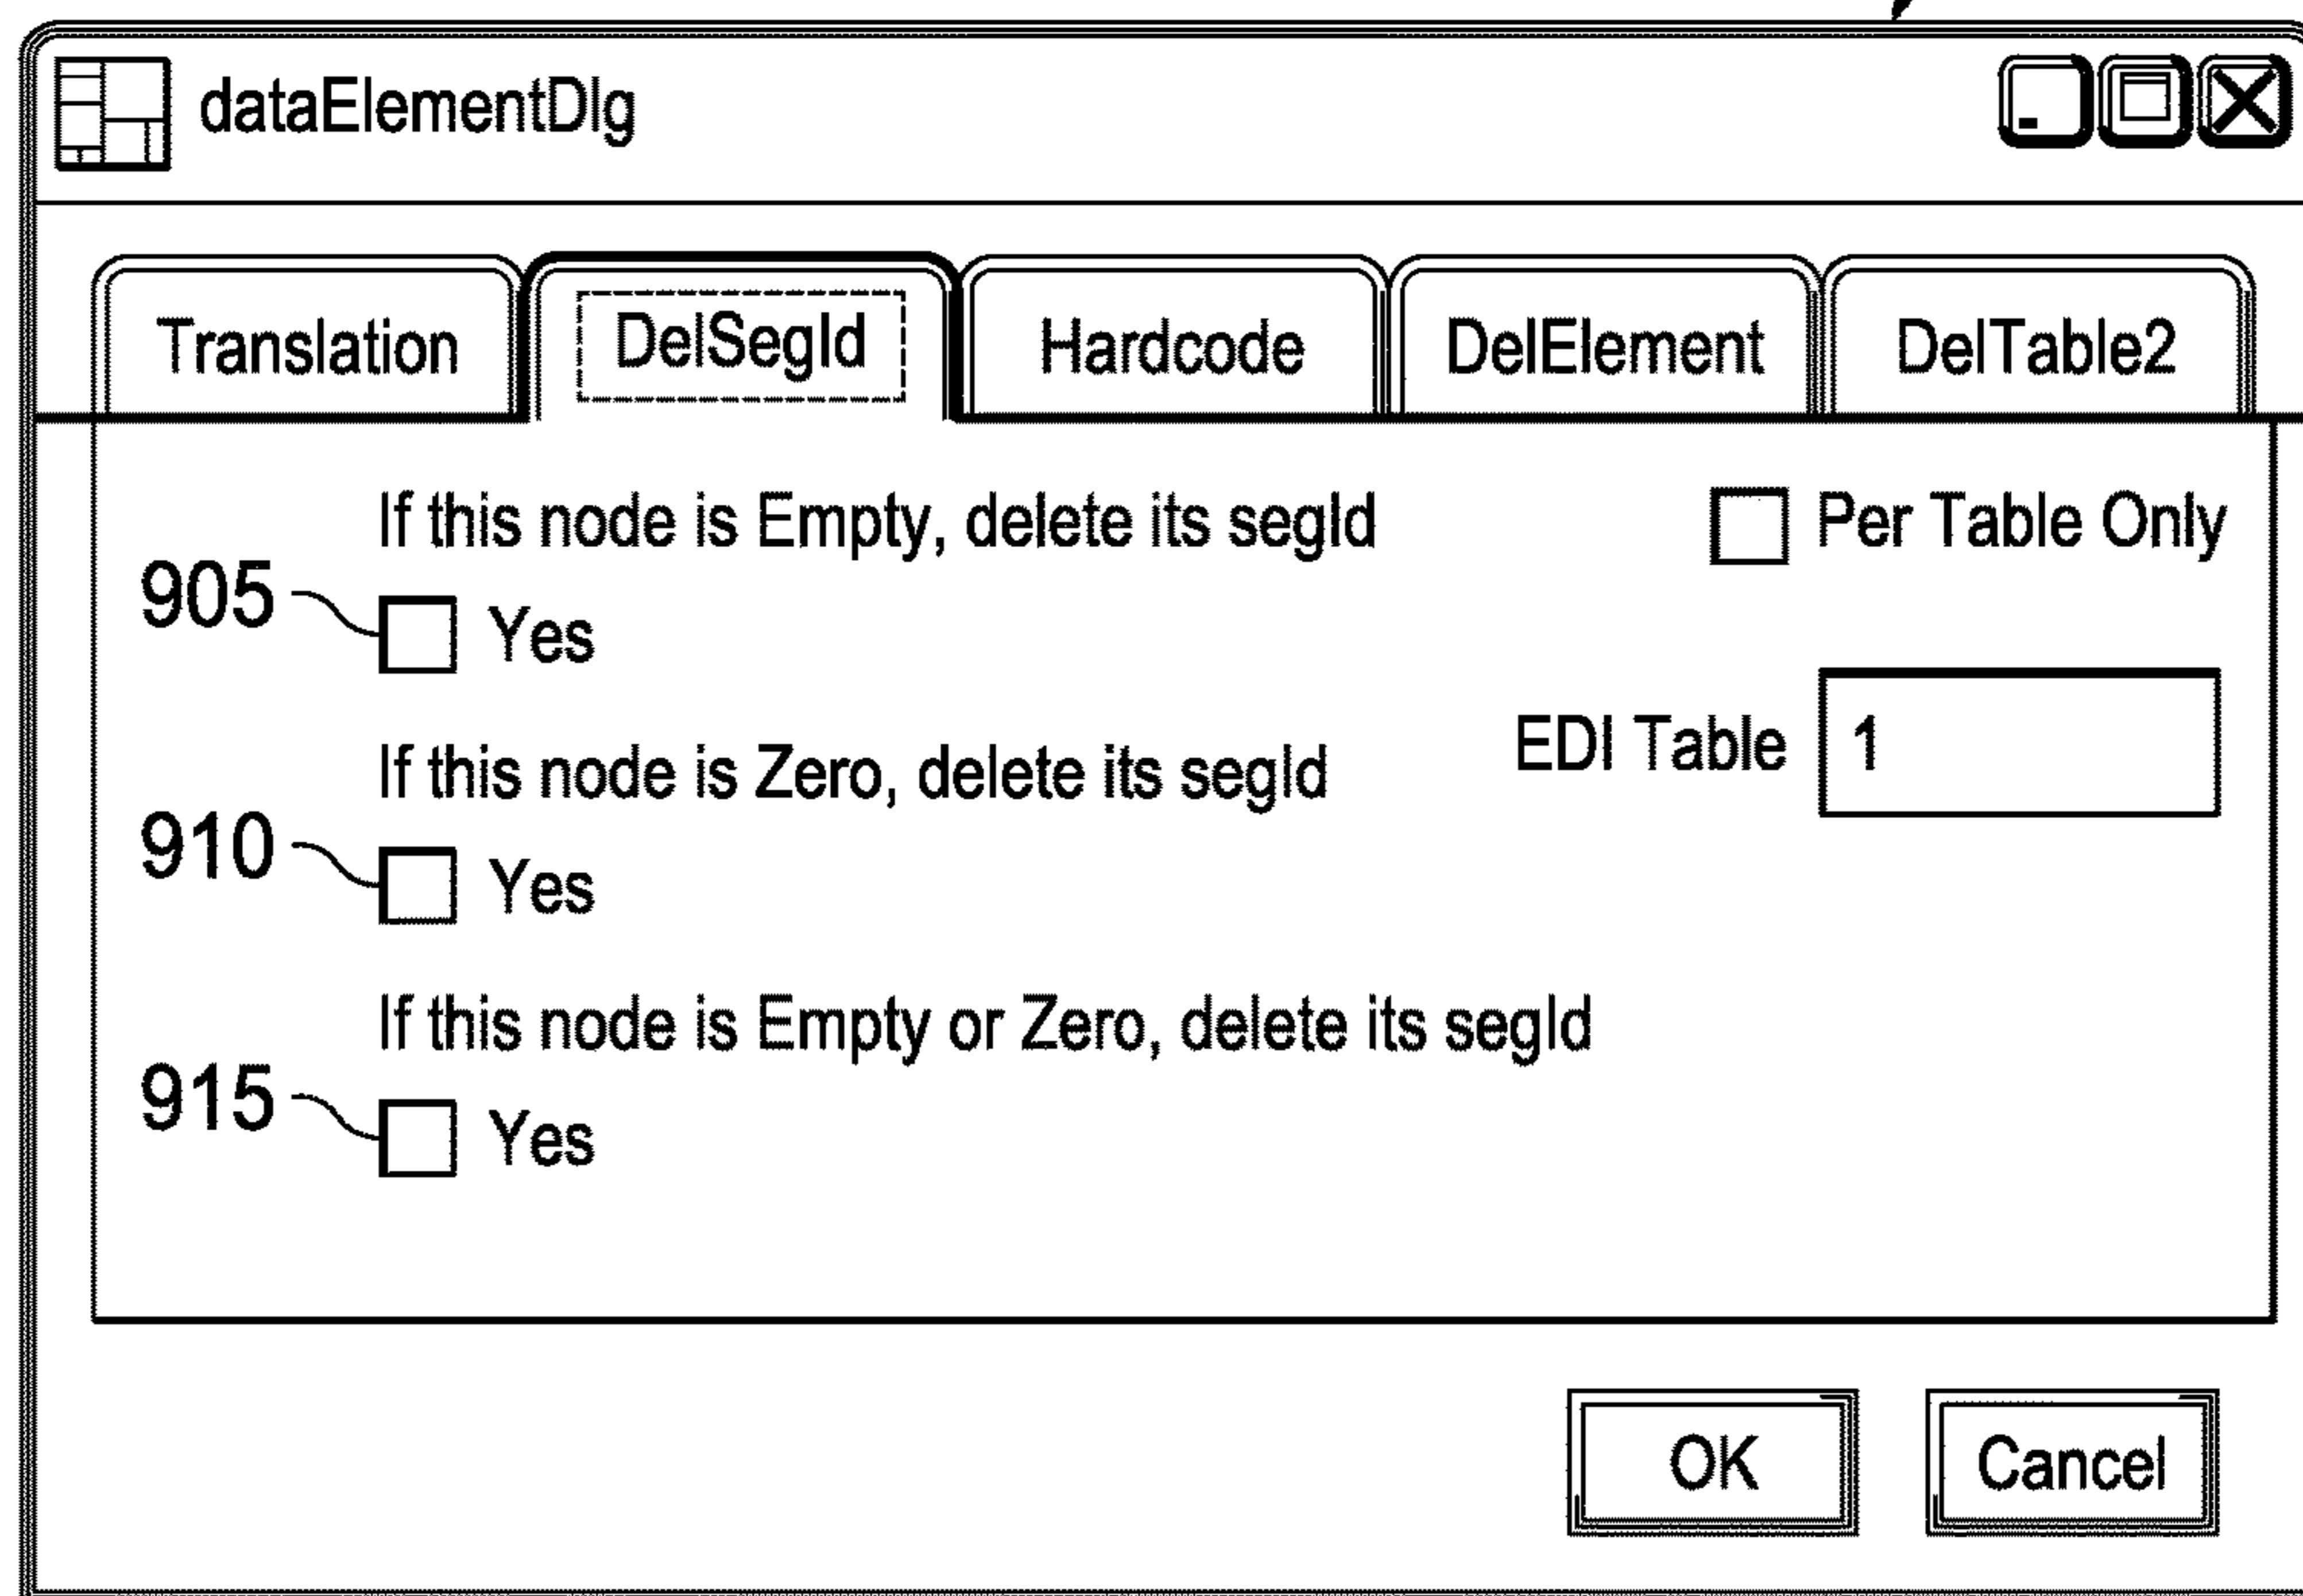 dataElementDlg
Translation DelSegId Hardcode DelElement DelTable2
If this node is Empty, delete its segId
Per Table Only
905 Yes
EDI Table 1
If this node is Zero, delete its segId
910 Yes
If this node is Empty or Zero, delete its segId
915 Yes
OK Cancel